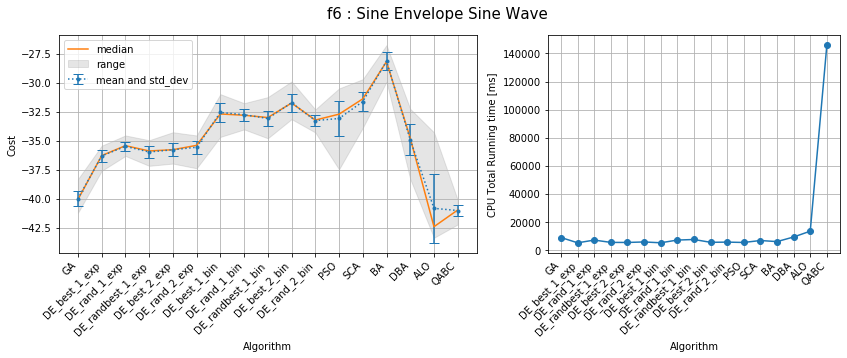 f6 : Sine Envelope Sine Wave
median
range
mean and std_dev
Cost
−27.5
−30.0
−32.5
−35.0
−37.5
−40.0
−42.5
GA
DE_best_1_exp
DE_rand_1_exp
DE_randbest_1_exp
DE_best_2_exp
DE_rand_2_exp
DE_best_1_bin
DE_rand_1_bin
DE_randbest_1_bin
DE_best_2_bin
DE_rand_2_bin
PSO
SCA
BA
DBA
ALO
QABC
Algorithm
CPU Total Running time [ms]
140000
120000
100000
80000
60000
40000
20000
0
GA
DE_best_1_exp
DE_rand_1_exp
DE_randbest_1_exp
DE_best_2_exp
DE_rand_2_exp
DE_best_1_bin
DE_rand_1_bin
DE_randbest_1_bin
DE_best_2_bin
DE_rand_2_bin
PSO
SCA
BA
DBA
ALO
QABC
Algorithm